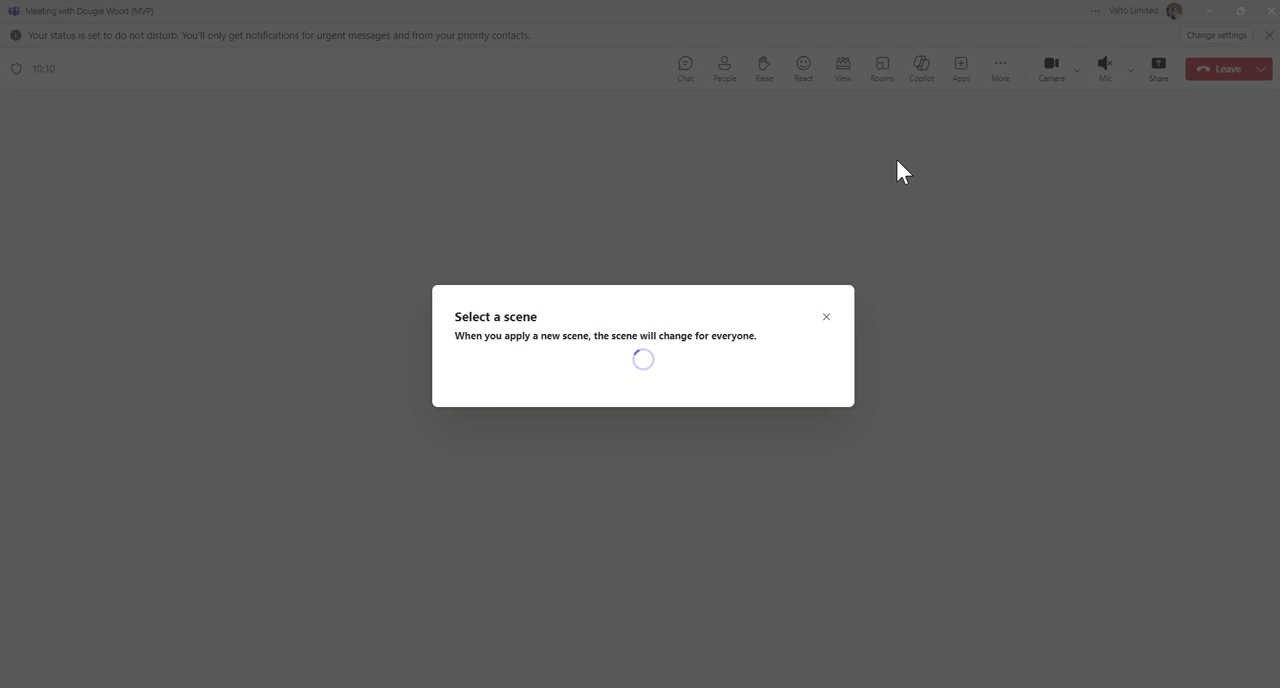 Meeting with Dougie Wood (MVP)
Valto Limited
Your status is set to do not disturb. You'll only get notifications for urgent messages and from your priority contacts.
Change settings
10:10
Chat
People
Raise
React
View
Rooms
Copilot
Apps
More
Camera
Mic
Share
Leave
Select a scene
When you apply a new scene, the scene will change for everyone.